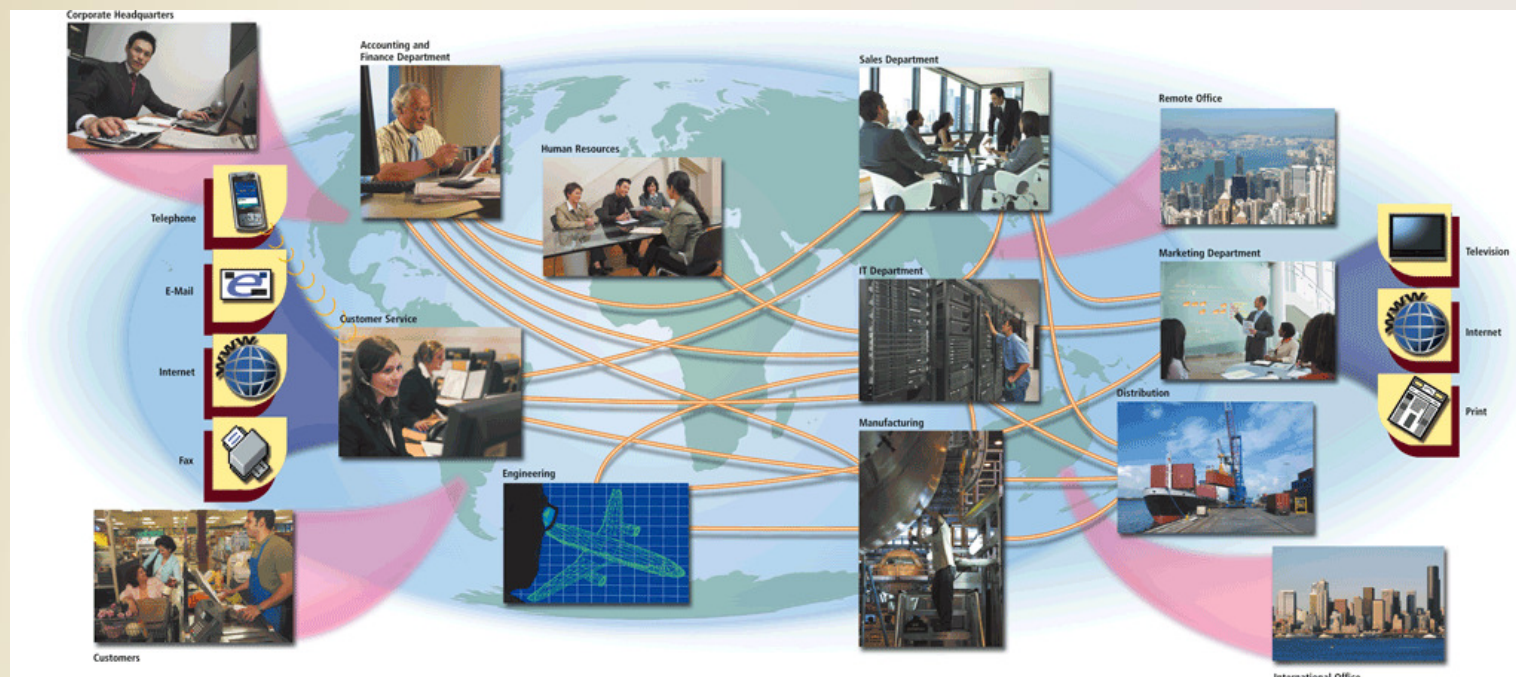 Corporate Headquarters
Accounting and
Finance Department
Sales Department
Remote Office
Human Resources
Telephone
Marketing Department
Television
IT Department
E-Mail
Customer Service
Internet
Internet
Distribution
Print
Manufacturing
Fax
Engineering
Customers
International Office